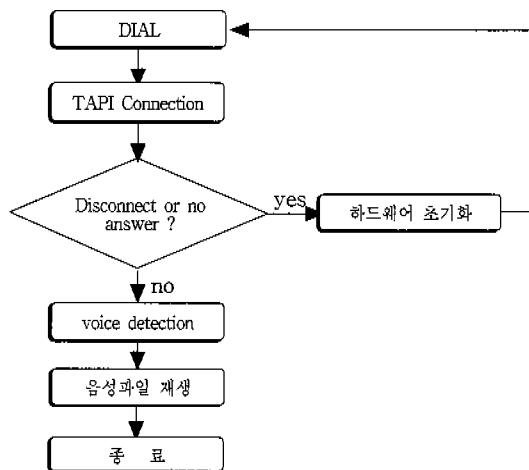 DIAL
TAPI Connection
Disconnect or no
answer ?
yes
하드웨어 초기화
no
voice detection
음성파일 재생
종 료